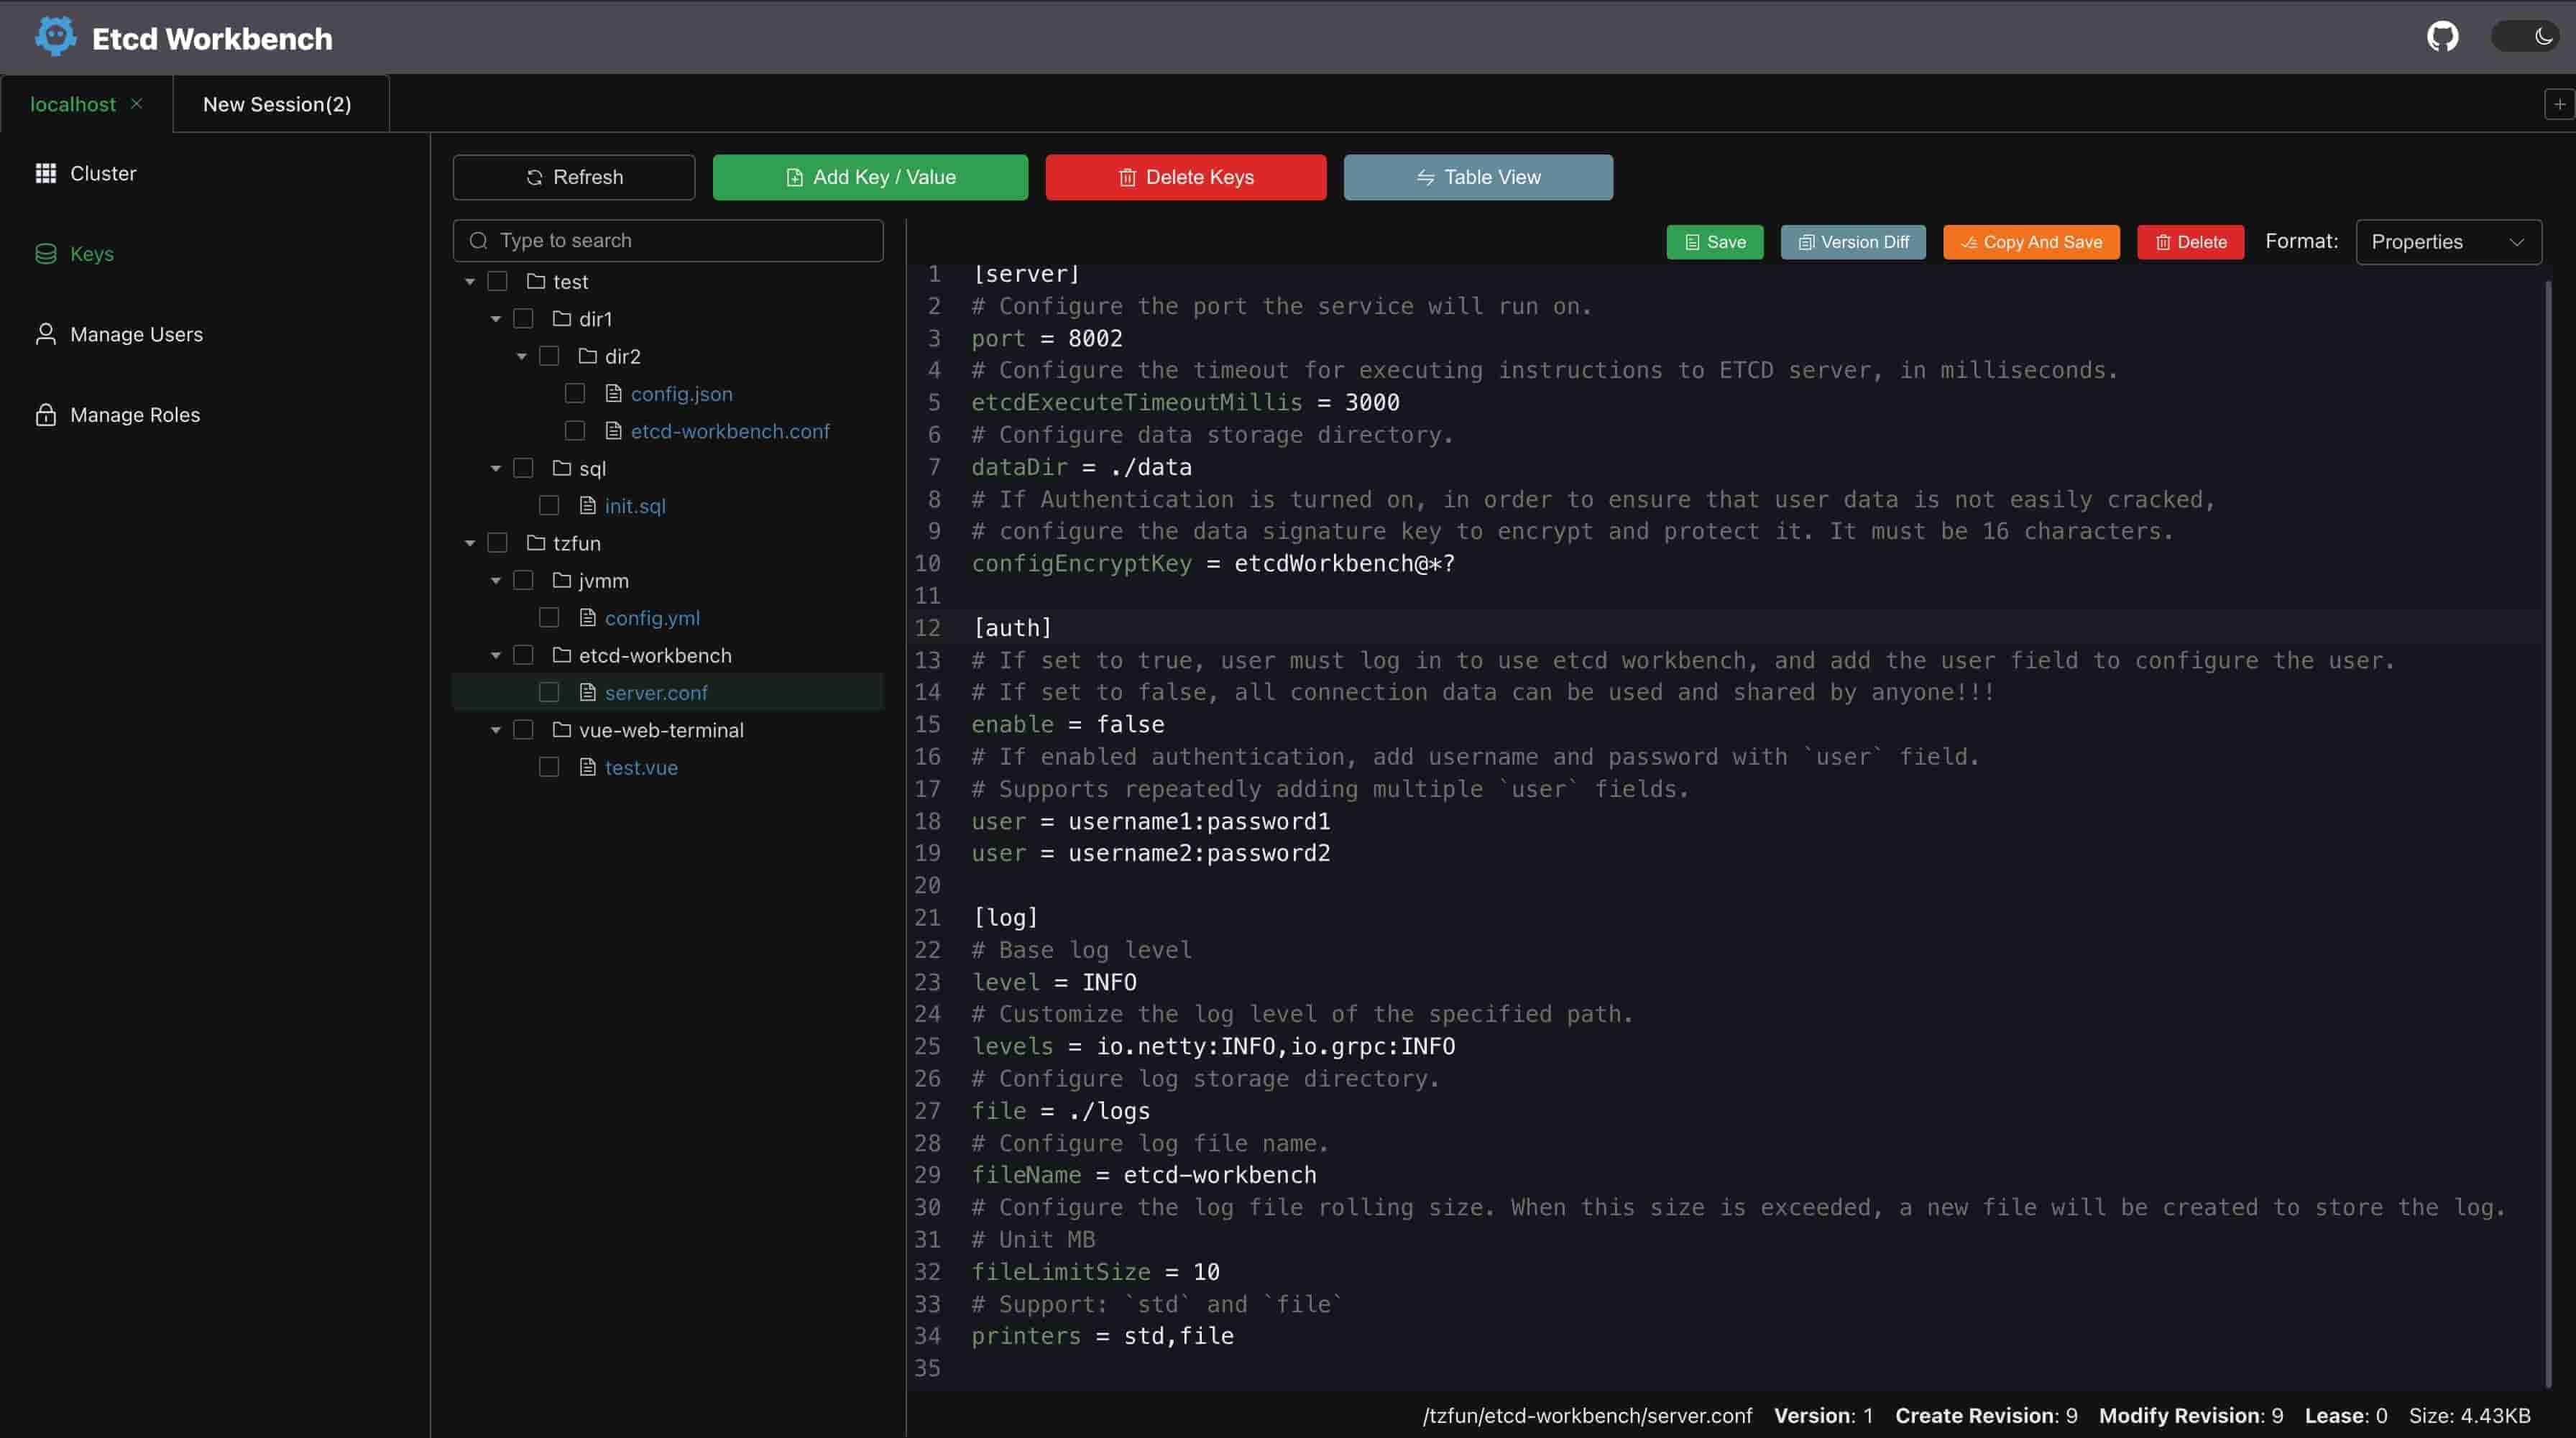 Etcd Workbench
localhost
New Session(2)
Cluster
Keys
Manage Users
Manage Roles
Refresh
Add Key / Value
Delete Keys
Table View
Type to search
test
dir1
dir2
config.json
etcd-workbench.conf
sql
init.sql
tzfun
jvmm
config.yml
etcd-workbench
server.conf
vue-web-terminal
test.vue
Save
Version Diff
Copy And Save
Delete
Format:
Properties
1 [server]
2 # Configure the port the service will run on.
3 port = 8002
4 # Configure the timeout for executing instructions to ETCD server, in milliseconds.
5 etcdExecuteTimeoutMillis = 3000
6 # Configure data storage directory.
7 dataDir = ./data
8 # If Authentication is turned on, in order to ensure that user data is not easily cracked,
9 # configure the data signature key to encrypt and protect it. It must be 16 characters.
10 configEncryptKey = etcdWorkbench@*?
11
12 [auth]
13 # If set to true, user must log in to use etcd workbench, and add the user field to configure the user.
14 # If set to false, all connection data can be used and shared by anyone!!!
15 enable = false
16 # If enabled authentication, add username and password with `user` field.
17 # Supports repeatedly adding multiple `user` fields.
18 user = username1:password1
19 user = username2:password2
20
21 [log]
22 # Base log level
23 level = INFO
24 # Customize the log level of the specified path.
25 levels = io.netty:INFO,io.grpc:INFO
26 # Configure log storage directory.
27 file = ./logs
28 # Configure log file name.
29 fileName = etcd-workbench
30 # Configure the log file rolling size. When this size is exceeded, a new file will be created to store the log.
31 # Unit MB
32 fileLimitSize = 10
33 # Support: `std` and `file`
34 printers = std,file
35
/tzfun/etcd-workbench/server.conf Version: 1 Create Revision: 9 Modify Revision: 9 Lease: 0 Size: 4.43KB